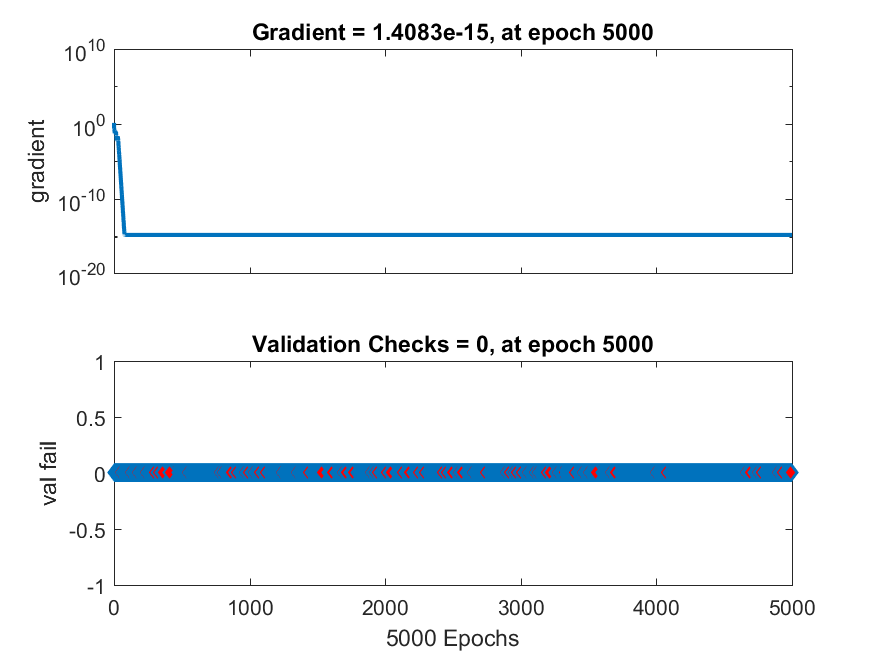 Gradient = 1.4083e-15, at epoch 5000
10^10
10^0
10^-10
10^-20
gradient
Validation Checks = 0, at epoch 5000
1
0.5
0
-0.5
-1
val fail
0 1000 2000 3000 4000 5000
5000 Epochs